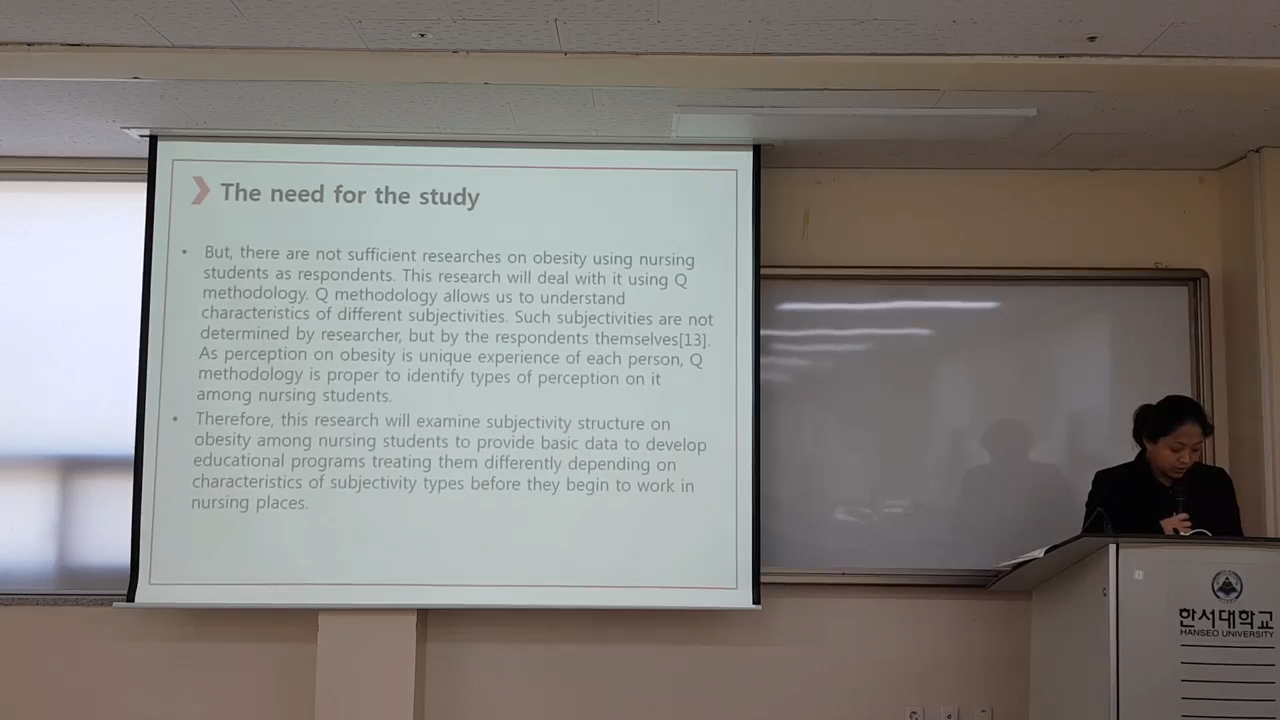 The need for the study
• But, there are not sufficient researches on obesity using nursing
students as respondents. This research will deal with it using Q
methodology. Q methodology allows us to understand
characteristics of different subjectivities. Such subjectivities are not
determined by researcher, but by the respondents themselves[13].
As perception on obesity is unique experience of each person, Q
methodology is proper to identify types of perception on it
among nursing students.
• Therefore, this research will examine subjectivity structure on
obesity among nursing students to provide basic data to develop
educational programs treating them differently depending on
characteristics of subjectivity types before they begin to work in
nursing places.
한서대학교
HANSEO UNIVERSITY